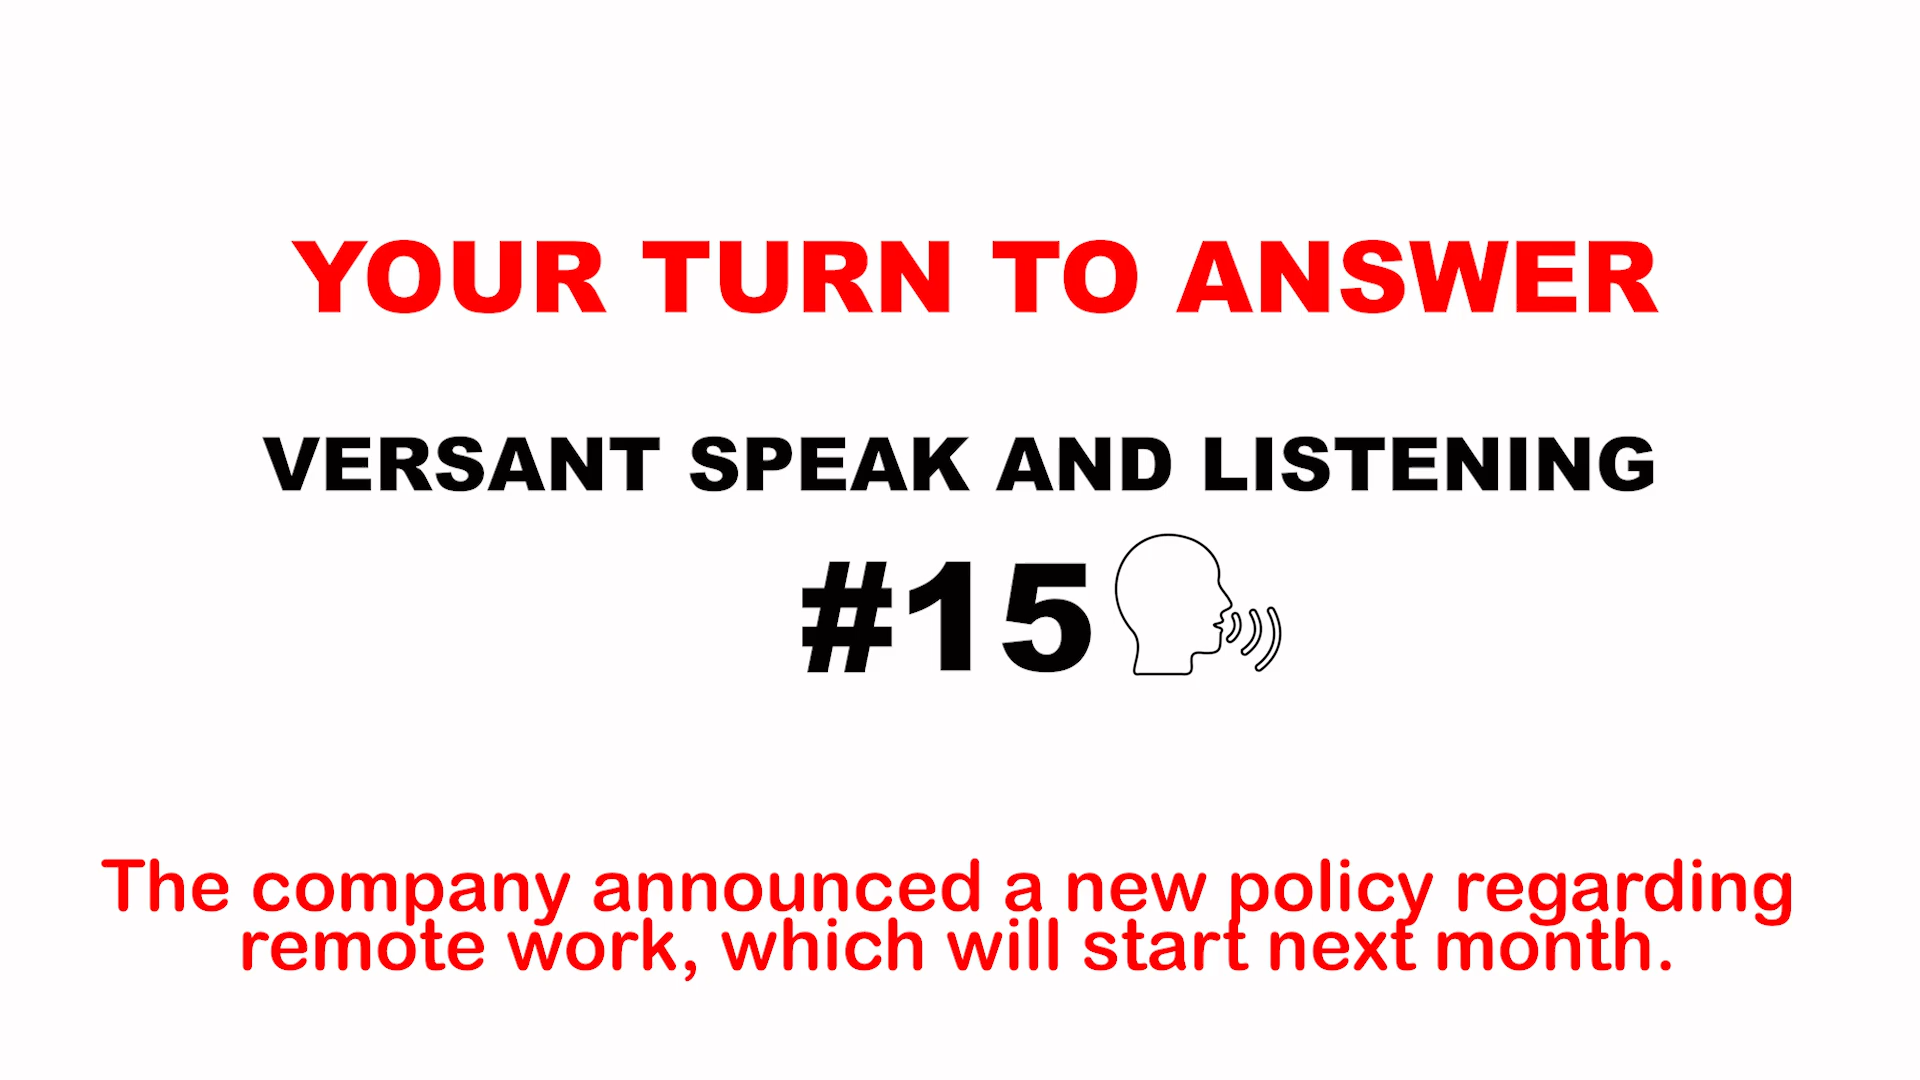 YOUR TURN TO ANSWER
VERSANT SPEAK AND LISTENING
#15
The company announced a new policy regarding
remote work, which will start next month.